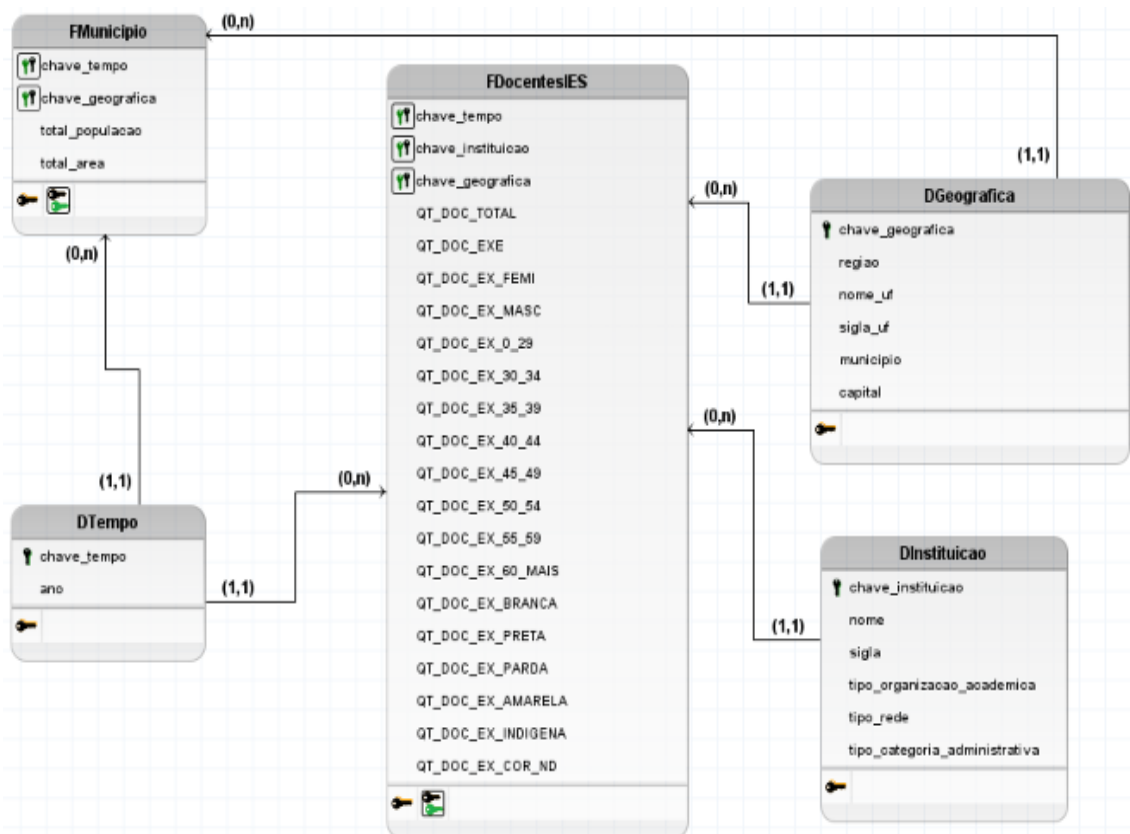 FMunicipio
chave_tempo
chave_geografica
total_populacao
total_area
(0,n)
(0,n)
FDocentesIES
chave_tempo
chave_instituicao
chave_geografica
QT_DOC_TOTAL
QT_DOC_EXE
QT_DOC_EX_FEMI
QT_DOC_EX_MASC
QT_DOC_EX_0_29
QT_DOC_EX_30_34
QT_DOC_EX_35_39
QT_DOC_EX_40_44
QT_DOC_EX_45_49
QT_DOC_EX_50_54
QT_DOC_EX_55_59
QT_DOC_EX_60_MAIS
QT_DOC_EX_BRANCA
QT_DOC_EX_PRETA
QT_DOC_EX_PARDA
QT_DOC_EX_AMARELA
QT_DOC_EX_INDIGENA
QT_DOC_EX_COR_ND
(1,1)
(0,n)
(1,1)
DGeografica
chave_geografica
regiao
nome_uf
sigla_uf
municipio
capital
(1,1)
(0,n)
DTempo
chave_tempo
ano
(1,1)
(0,n)
(1,1)
DInstituicao
chave_instituicao
nome
sigla
tipo_organizacao_academica
tipo_rede
tipo_categoria_administrativa